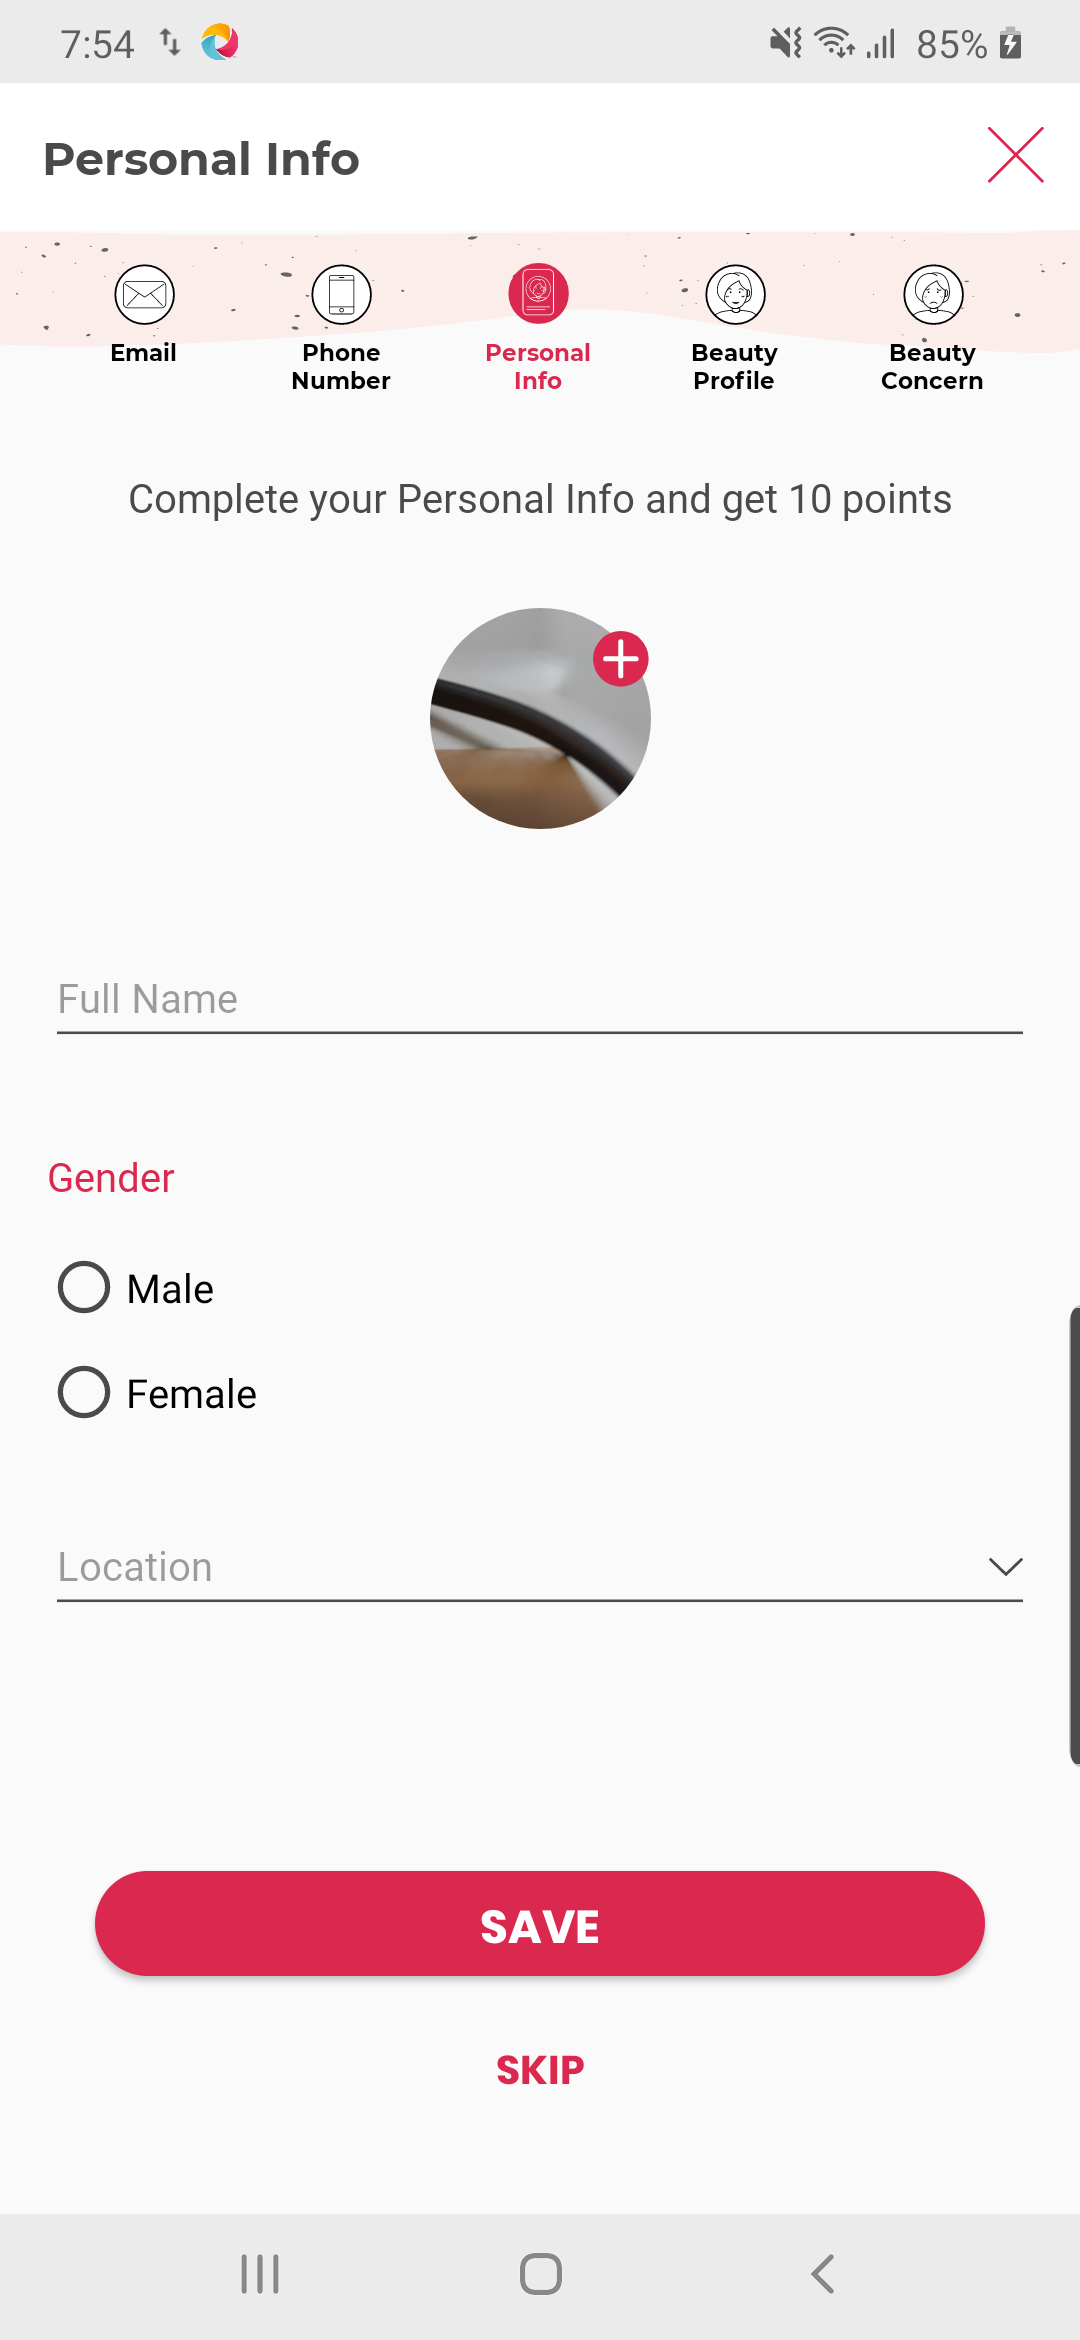 7:54
85%
Personal Info
Email
Phone
Number
Personal
Info
Beauty
Profile
Beauty
Concern
Complete your Personal Info and get 10 points
Full Name
Gender
Male
Female
Location
SAVE
SKIP